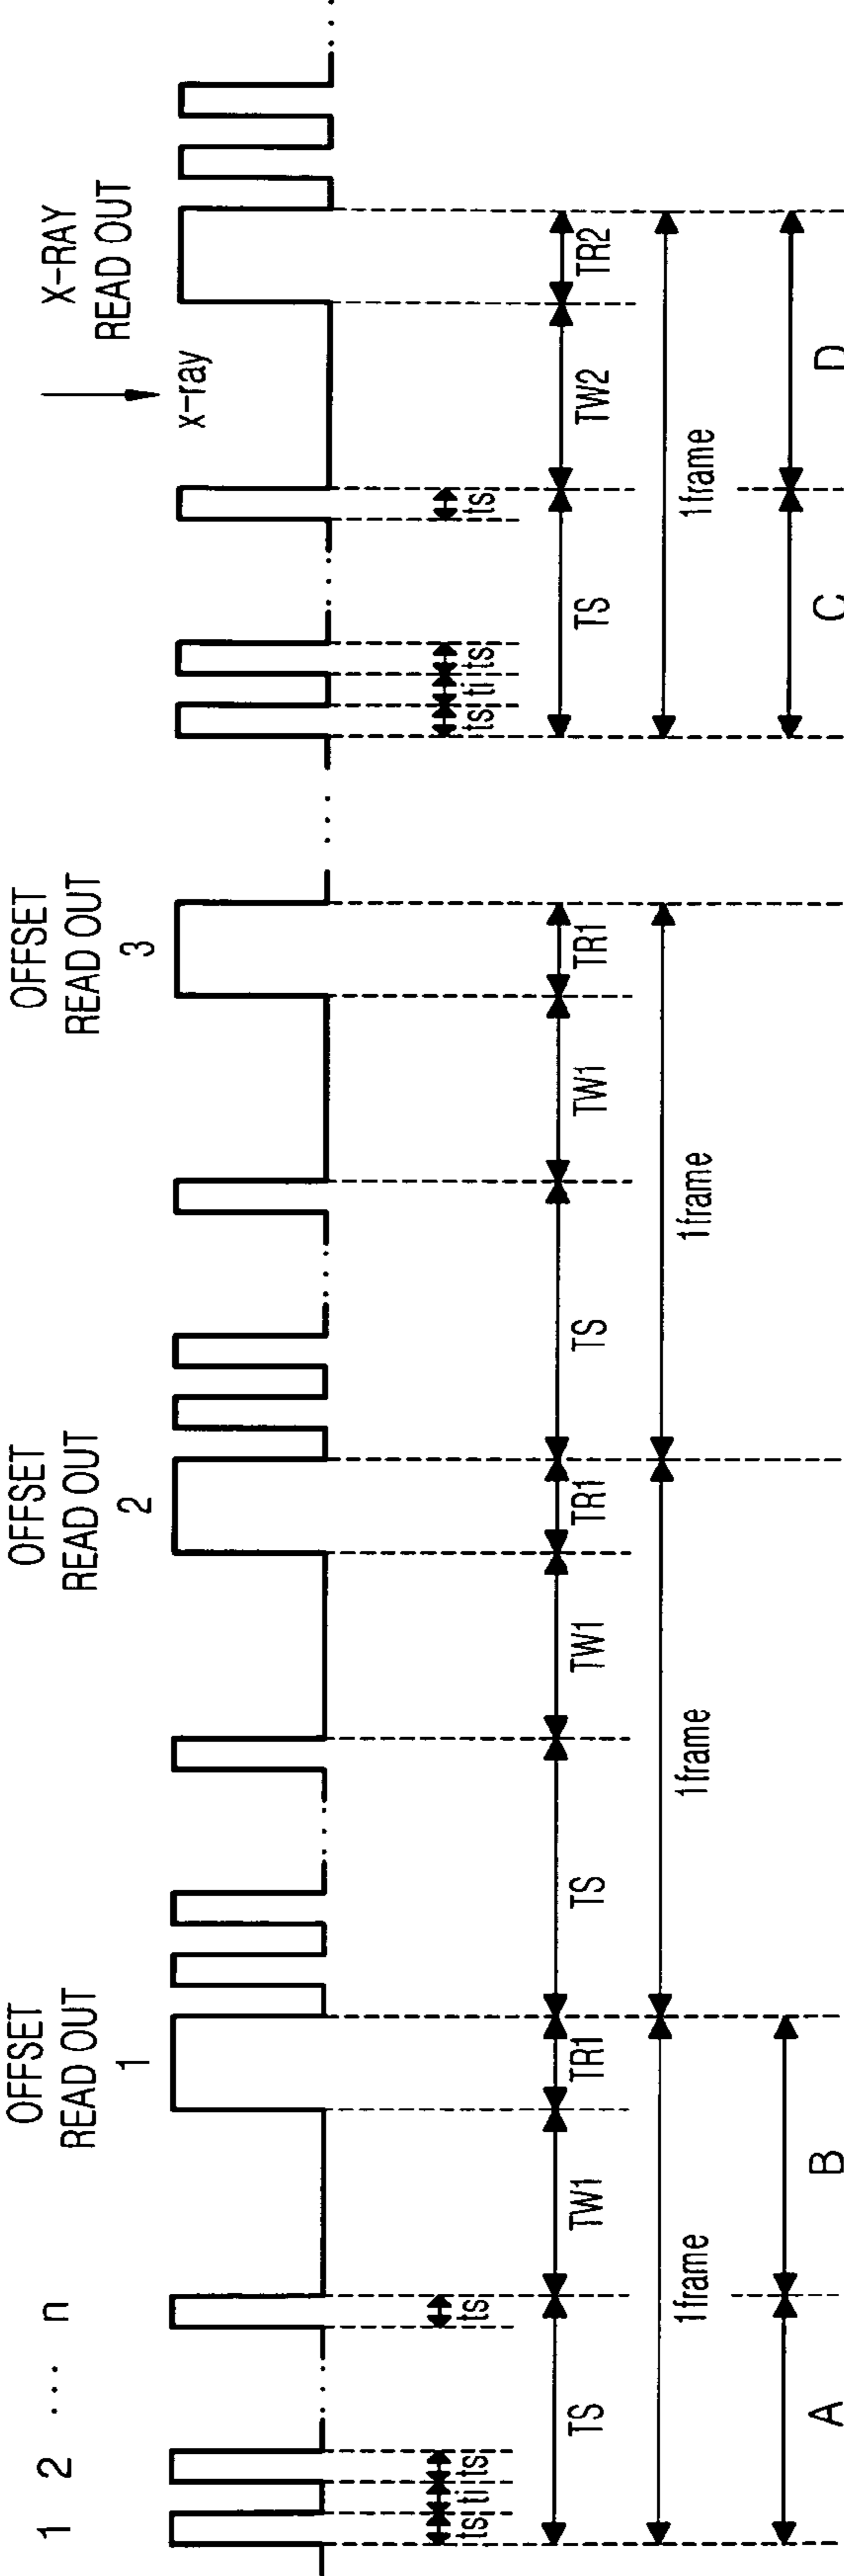 OFFSET
READ OUT
1
OFFSET
READ OUT
2
OFFSET
READ OUT
3
X-RAY
READ OUT
1 2 ... n
x-ray
ts ti ts ts
ts ti ts ts
TS TW1 TR1 TS TW1 TR1 TS TW1 TR1 TS TW2 TR2
1frame 1frame 1frame 1frame
A B C D